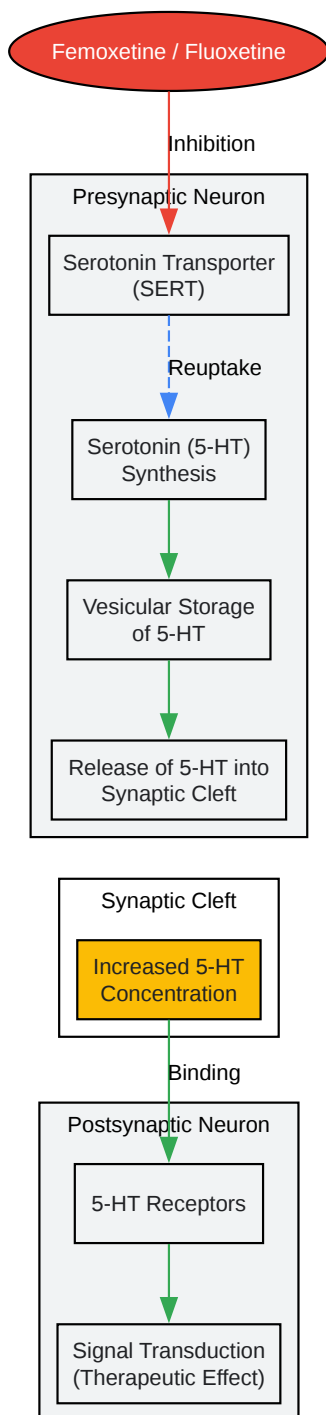 Femoxetine / Fluoxetine
Inhibition
Presynaptic Neuron
Serotonin Transporter
(SERT)
Reuptake
Serotonin (5-HT)
Synthesis
Vesicular Storage
of 5-HT
Release of 5-HT into
Synaptic Cleft
Synaptic Cleft
Increased 5-HT
Concentration
Binding
Postsynaptic Neuron
5-HT Receptors
Signal Transduction
(Therapeutic Effect)